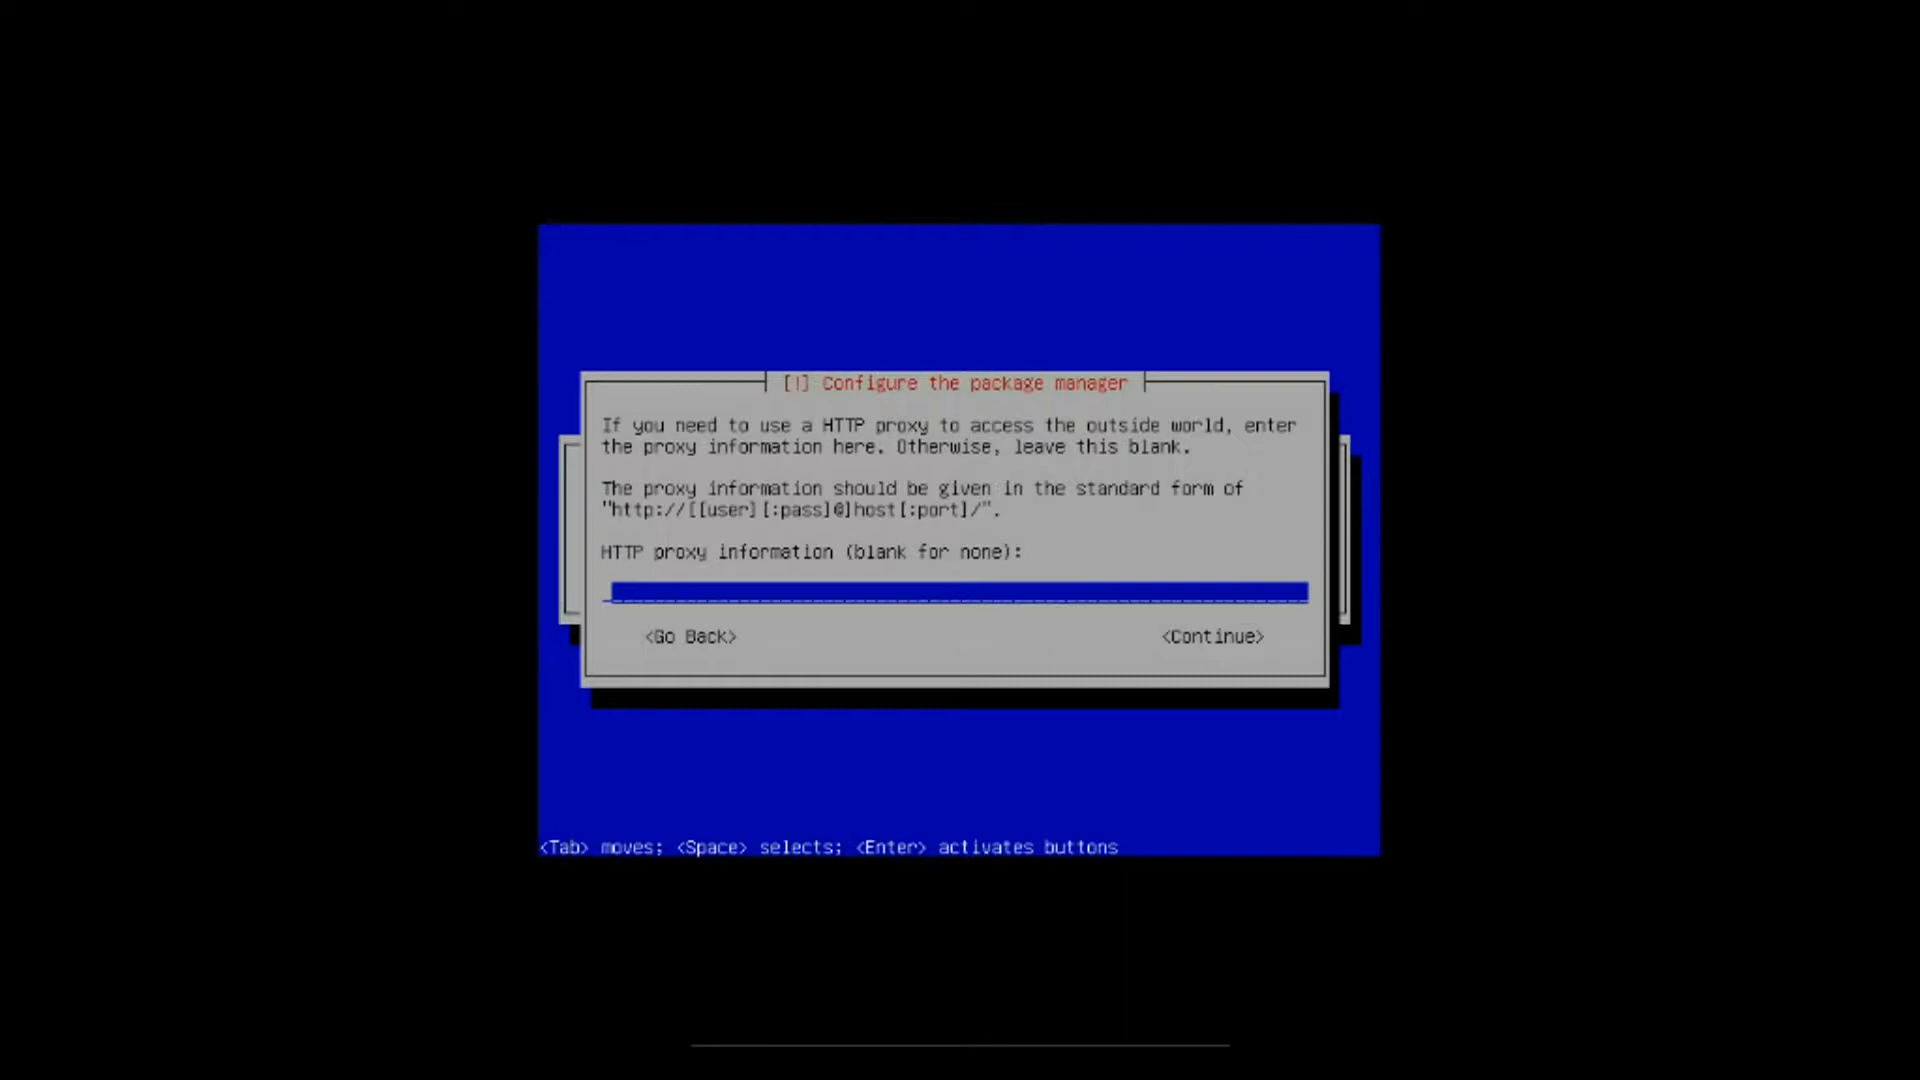 [!] Configure the package manager
If you need to use a HTTP proxy to access the outside world, enter
the proxy information here. Otherwise, leave this blank.
The proxy information should be given in the standard form of
"http://[[user][:pass]@]host[:port]/".
HTTP proxy information (blank for none):
<Go Back> <Continue>
<Tab> moves; <Space> selects; <Enter> activates buttons